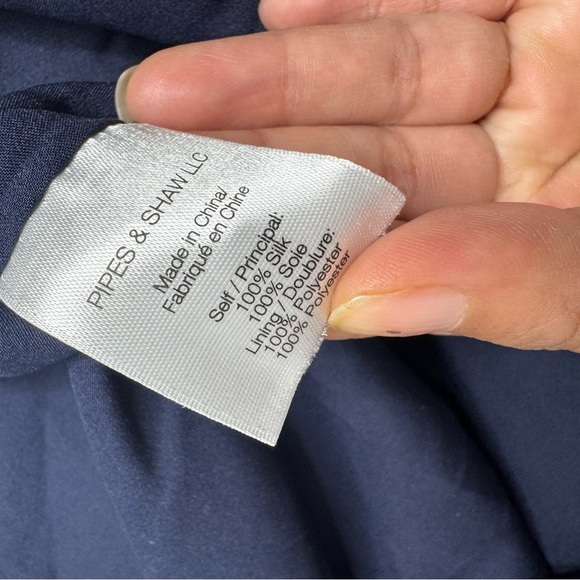 PIPES & SHAW LLC
Made in China/
Fabriqué en Chine
Self / Principal:
100% Silk
100% Soie
Lining / Doublure:
100% Polyester
100% Polyester